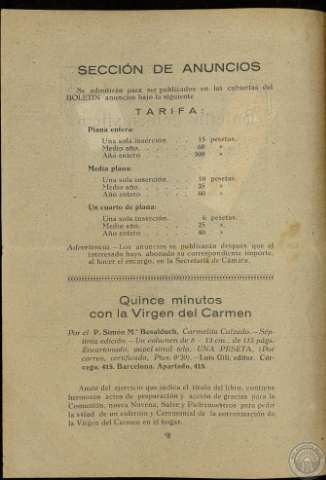 SECCIÓN DE ANUNCIOS
Se admitirán para ser publicados en las cubiertas del
BOLETIN anuncios bajo la siguiente
TARIFA:
Plana entera:
Una sola inserción. 15 pesetas.
Medio año. 60 »
Año entero 100 »
Media plana:
Una sola inserción. 10 pesetas.
Medio año. 35 »
Año entero 60 »
Un cuarto de plana:
Una sola inserción. 6 pesetas.
Medio año. 25 »
Año entero 40 »
Advertencia.—Los anuncios se publicarán después que el
interesado haya abonado su correspondiente importe,
al hacer el encargo, en la Secretaría de Cámara.
Quince minutos
con la Virgen del Carmen
Por el P. Simón M.ª Besalduch, Carmelita Calzado.—Sép-
tima edición.—Un volumen de 8 × 13 cm., de 112 págs.
Encartonado, papel símil tela, UNA PESETA. (Por
correo, certificado, Ptas. 0'30).—Luis Gili, editor, Cór-
cega, 415, Barcelona. Apartado, 415.
Amén del ejercicio que indica el título del libro, contiene
hermosos actos de preparación y acción de gracias para la
Comunión, nueva Novena, Salve y Padrenuestros para pedir
la salud de un enfermo y Ceremonial de la entronización de
la Virgen del Carmen en el hogar.